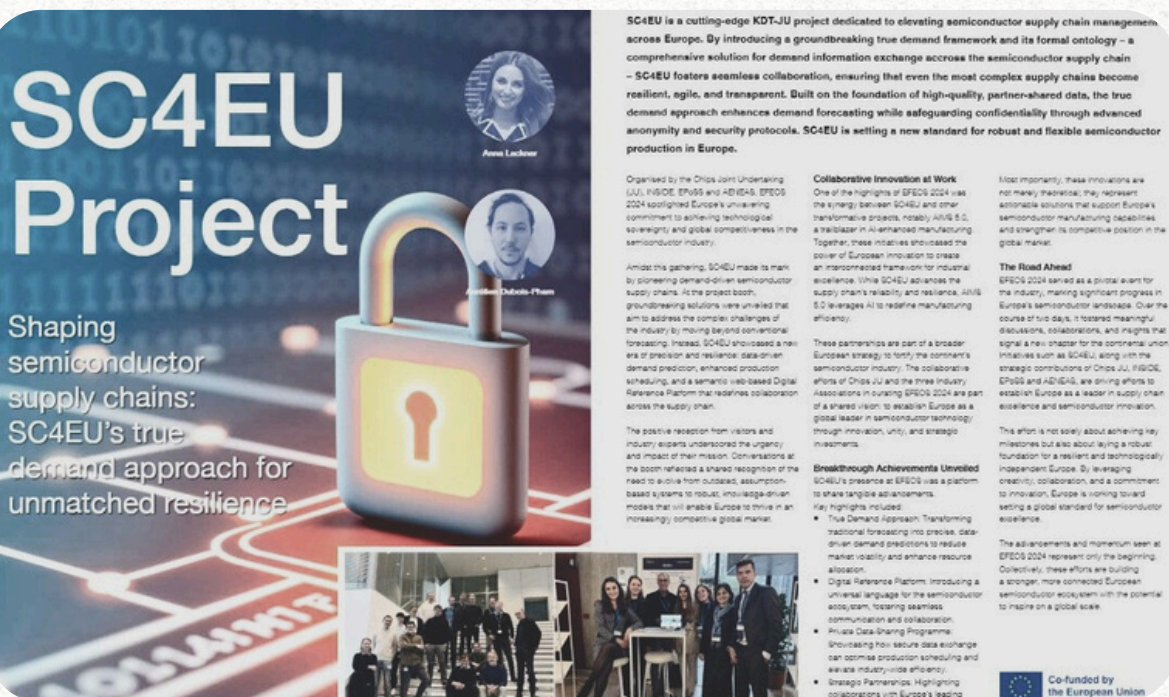 SC4EU
Project
Shaping
semiconductor
supply chains:
SC4EU's true
demand approach for
unmatched resilience
Anna Lackner
Aurélien Dubois-Pham
SC4EU is a cutting-edge KDT-JU project dedicated to elevating semiconductor supply chain management
across Europe. By introducing a groundbreaking true demand framework and its formal ontology – a
comprehensive solution for demand information exchange accross the semiconductor supply chain
– SC4EU fosters seamless collaboration, ensuring that even the most complex supply chains become
resilient, agile, and transparent. Built on the foundation of high-quality, partner-shared data, the true
demand approach enhances demand forecasting while safeguarding confidentiality through advanced
anonymity and security protocols. SC4EU is setting a new standard for robust and flexible semiconductor
production in Europe.
Organised by the Chips Joint Undertaking
(JU), INSIDE, EPoSS and AENEAS, EFECS
2024 spotlighted Europe's unwavering
commitment to achieving technological
sovereignty and global competitiveness in the
semiconductor industry.
Amidst this gathering, SC4EU made its mark
by pioneering demand-driven semiconductor
supply chains. At the project booth,
groundbreaking solutions were unveiled that
aim to address the complex challenges of
the industry by moving beyond conventional
forecasting. Instead, SC4EU showcased a new
era of precision and resilience: data-driven
demand prediction, enhanced production
scheduling, and a semantic web-based Digital
Reference Platform that redefines collaboration
across the supply chain.
The positive reception from visitors and
industry experts underscored the urgency
and impact of their mission. Conversations at
the booth reflected a shared recognition of the
need to evolve from outdated, assumption-
based systems to robust, knowledge-driven
models that will enable Europe to thrive in an
increasingly competitive global market.
Collaborative Innovation at Work
One of the highlights of EFECS 2024 was
the synergy between SC4EU and other
transformative projects, notably AIMS 5.0,
a trailblazer in AI-enhanced manufacturing.
Together, these initiatives showcased the
power of European innovation to create
an interconnected framework for industrial
excellence. While SC4EU advances the
supply chain's reliability and resilience, AIMS
5.0 leverages AI to redefine manufacturing
efficiency.
These partnerships are part of a broader
European strategy to fortify the continent's
semiconductor industry. The collaborative
efforts of Chips JU and the three Industry
Associations in curating EFECS 2024 are part
of a shared vision: to establish Europe as a
global leader in semiconductor technology
through innovation, unity, and strategic
investments.
Breakthrough Achievements Unveiled
SC4EU's presence at EFECS was a platform
to share tangible advancements.
Key highlights included:
• True Demand Approach: Transforming
traditional forecasting into precise, data-
driven demand predictions to reduce
market volatility and enhance resource
allocation.
• Digital Reference Platform: Introducing a
universal language for the semiconductor
ecosystem, fostering seamless
communication and collaboration.
• Private Data-Sharing Programme:
Showcasing how secure data exchange
can optimise production scheduling and
elevate industry-wide efficiency.
• Strategic Partnerships: Highlighting
collaborations with Europe's leading
Most importantly, these innovations are
not merely theoretical; they represent
actionable solutions that support Europe's
semiconductor manufacturing capabilities
and strengthen its competitive position in the
global market.
The Road Ahead
EFECS 2024 served as a pivotal event for
the industry, marking significant progress in
Europe's semiconductor landscape. Over the
course of two days, it fostered meaningful
discussions, collaborations, and insights that
signal a new chapter for the continental union.
Initiatives such as SC4EU, along with the
strategic contributions of Chips JU, INSIDE,
EPoSS and AENEAS, are driving efforts to
establish Europe as a leader in supply chain
excellence and semiconductor innovation.
This effort is not solely about achieving key
milestones but also about laying a robust
foundation for a resilient and technologically
independent Europe. By leveraging
creativity, collaboration, and a commitment
to innovation, Europe is working toward
setting a global standard for semiconductor
excellence.
The advancements and momentum seen at
EFECS 2024 represent only the beginning.
Collectively, these efforts are building
a stronger, more connected European
semiconductor ecosystem with the potential
to inspire on a global scale.
Co-funded by
the European Union